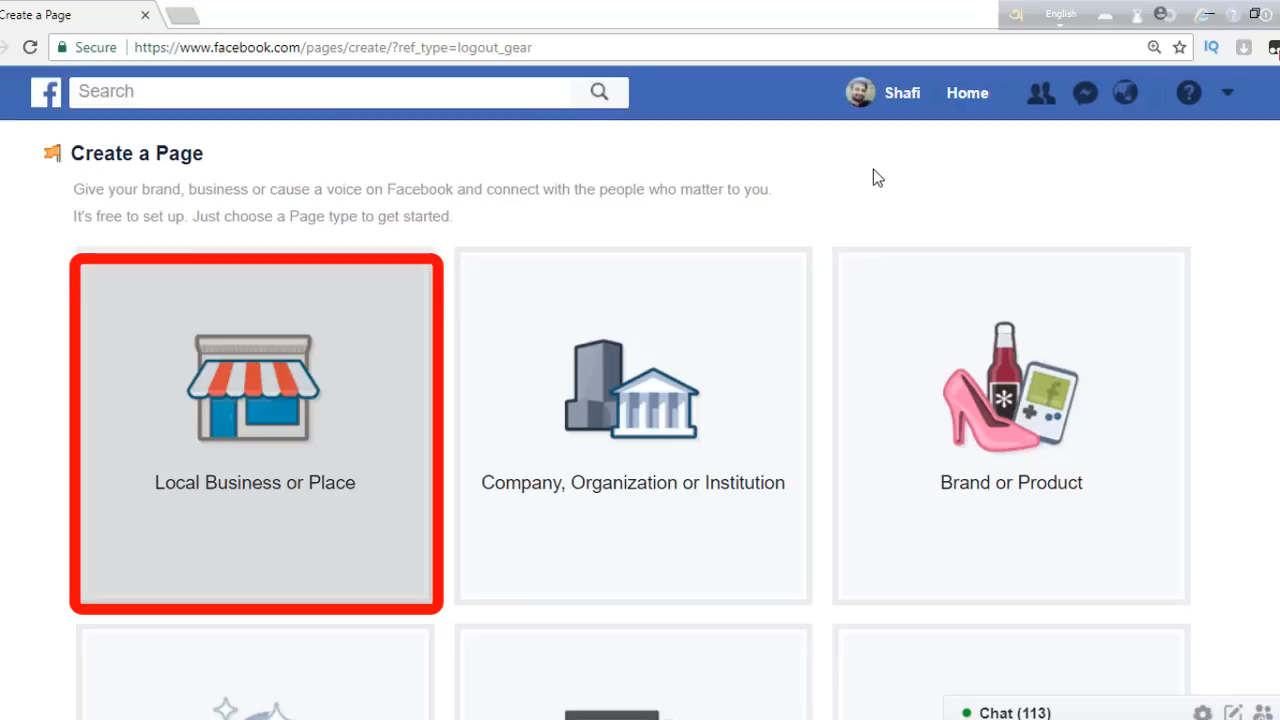 Create a Page
English
Secure
https://www.facebook.com/pages/create/?ref_type=logout_gear
IQ
f
Search
Shafi
Home
?
Create a Page
Give your brand, business or cause a voice on Facebook and connect with the people who matter to you.
It's free to set up. Just choose a Page type to get started.
Local Business or Place
Company, Organization or Institution
Brand or Product
Chat (113)